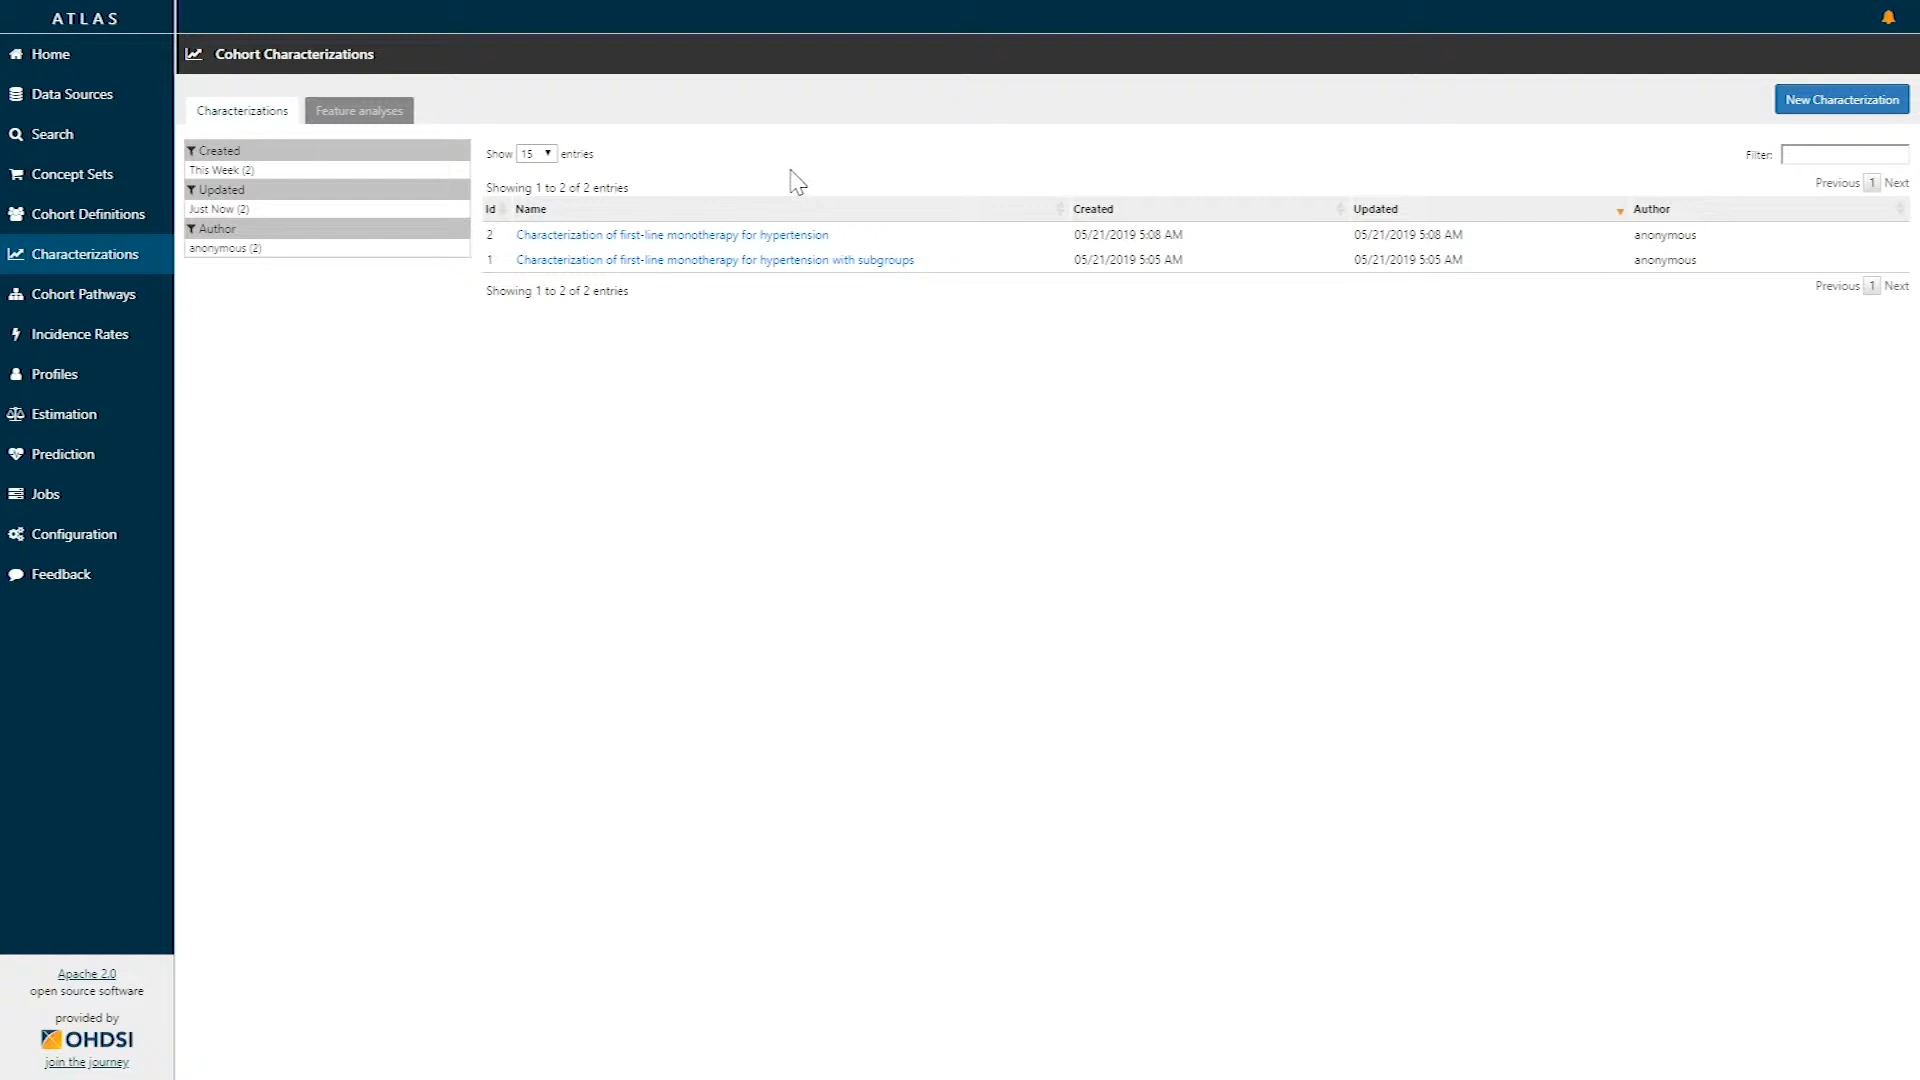 ATLAS
Home
Data Sources
Search
Concept Sets
Cohort Definitions
Characterizations
Cohort Pathways
Incidence Rates
Profiles
Estimation
Prediction
Jobs
Configuration
Feedback
Apache 2.0
open source software
provided by
OHDSI
join the journey
Cohort Characterizations
Characterizations Feature analyses
New Characterization
Created
This Week (2)
Updated
Just Now (2)
Author
anonymous (2)
Show 15 entries
Filter:
Showing 1 to 2 of 2 entries
Previous 1 Next
Id Name Created Updated Author
2 Characterization of first-line monotherapy for hypertension 05/21/2019 5:08 AM 05/21/2019 5:08 AM anonymous
1 Characterization of first-line monotherapy for hypertension with subgroups 05/21/2019 5:05 AM 05/21/2019 5:05 AM anonymous
Showing 1 to 2 of 2 entries
Previous 1 Next